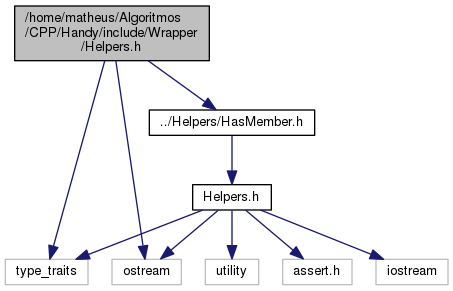 /home/matheus/Algoritmos
/CPP/Handy/include/Wrapper
/Helpers.h
../Helpers/HasMember.h
Helpers.h
type_traits
ostream
utility
assert.h
iostream